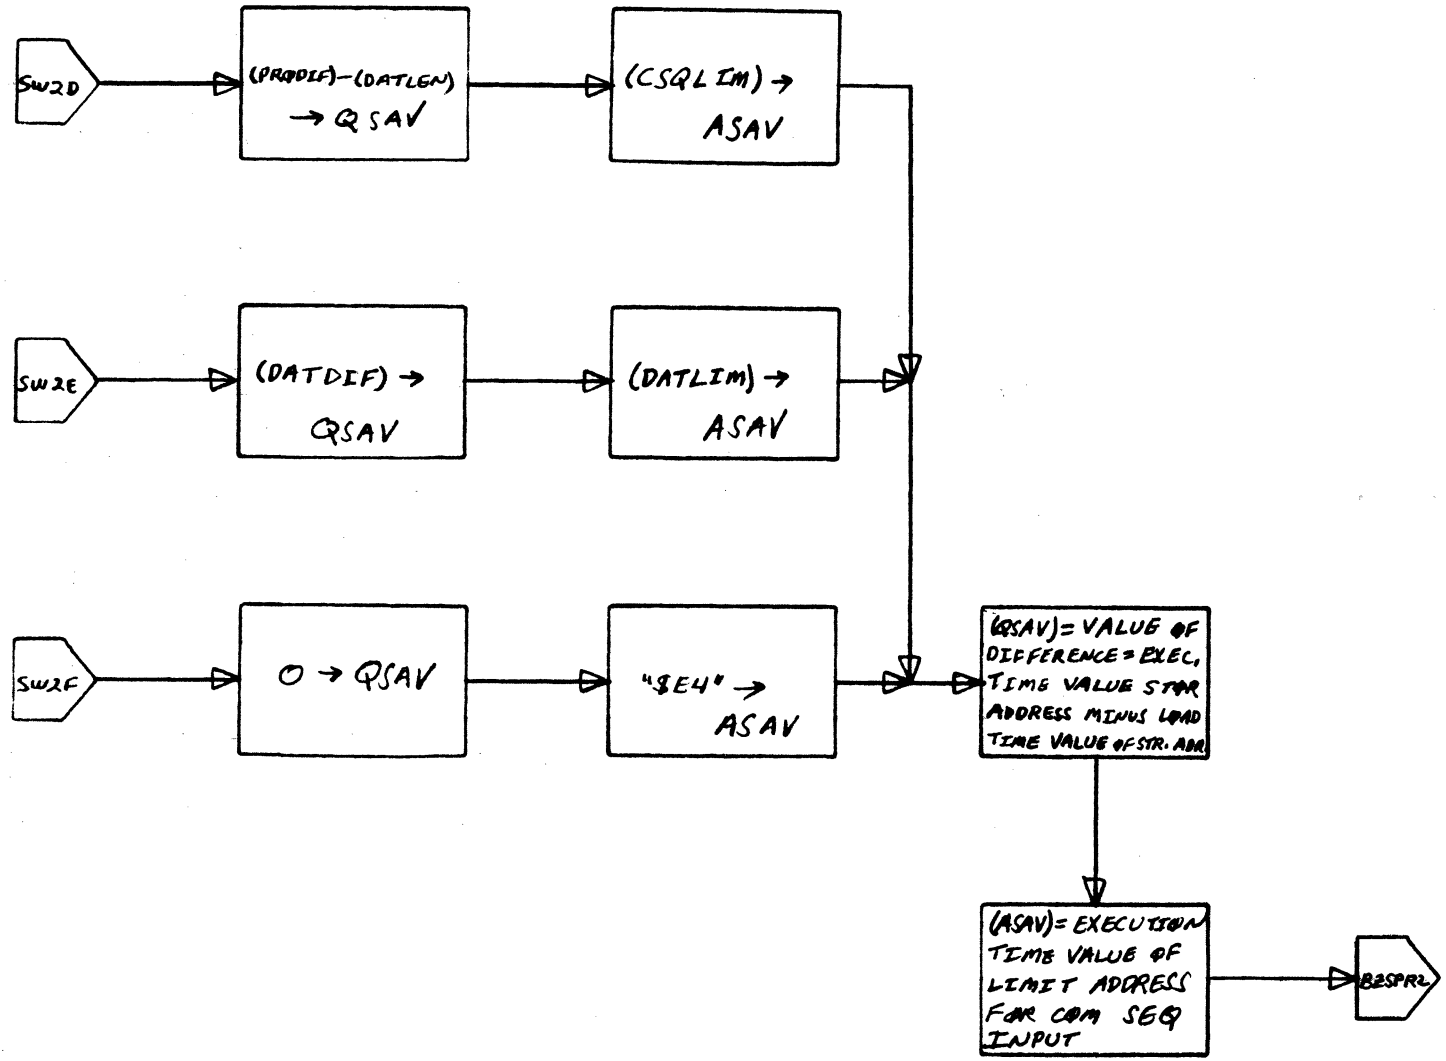 SW2D
(PRODIF)-(DATLEN)
→ QSAV
(CSQLIM) →
ASAV
SW2E
(DATDIF) →
QSAV
(DATLIM) →
ASAV
SW2F
0 → QSAV
"$E4" →
ASAV
(QSAV) = VALUE OF
DIFFERENCE = EXEC.
TIME VALUE STOR
ADDRESS MINUS LOAD
TIME VALUE OF STR. ADR.
(ASAV) = EXECUTION
TIME VALUE OF
LIMIT ADDRESS
FOR COM SEQ
INPUT
BZSPR2